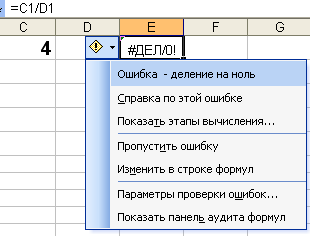 =C1/D1
C D E F G
4 #ДЕЛ/0!
Ошибка - деление на ноль
Справка по этой ошибке
Показать этапы вычисления...
Пропустить ошибку
Изменить в строке формул
Параметры проверки ошибок...
Показать панель аудита формул